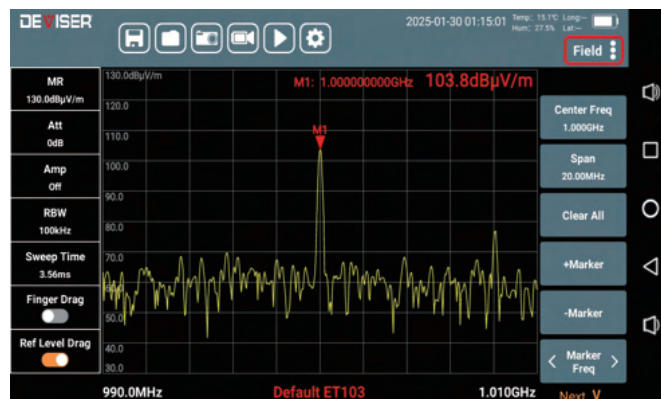 DEVISER
2025-01-30 01:15:01
Temp: 15.1°C Long:--
Hum: 27.5% Lat:--
Field
MR
130.0dBμV/m
Att
0dB
Amp
Off
RBW
100kHz
Sweep Time
3.56ms
Finger Drag
Ref Level Drag
130.0dBμV/m
M1: 1.000000000GHz 103.8dBμV/m
120.0
110.0
M1
100.0
90.0
80.0
70.0
50.0
40.0
30.0
990.0MHz
Default ET103
1.010GHz
Center Freq
1.000GHz
Span
20.00MHz
Clear All
+Marker
-Marker
< Marker >
Freq
Next V